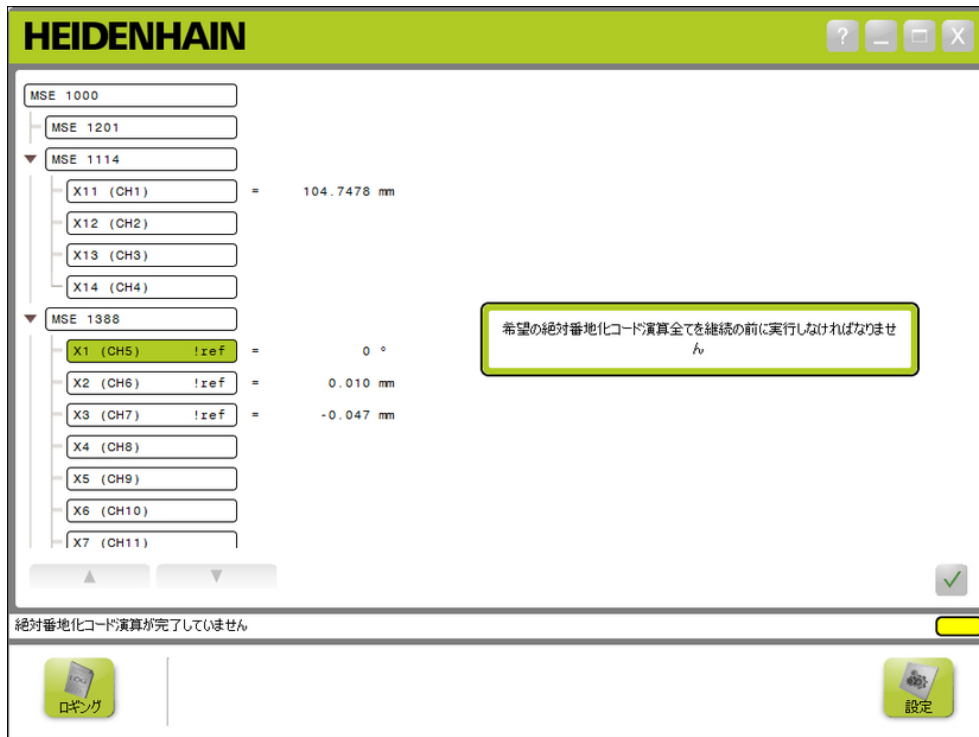 HEIDENHAIN
? _ □ X
MSE 1000
MSE 1201
MSE 1114
X11 (CH1) = 104.7478 mm
X12 (CH2)
X13 (CH3)
X14 (CH4)
MSE 1388
X1 (CH5) !ref = 0 °
X2 (CH6) !ref = 0.010 mm
X3 (CH7) !ref = -0.047 mm
X4 (CH8)
X5 (CH9)
X6 (CH10)
X7 (CH11)
希望の絶対番地化コード演算全てを継続の前に実行しなければなりませ
ん
絶対番地化コード演算が完了していません
LOG
ロギング
設定